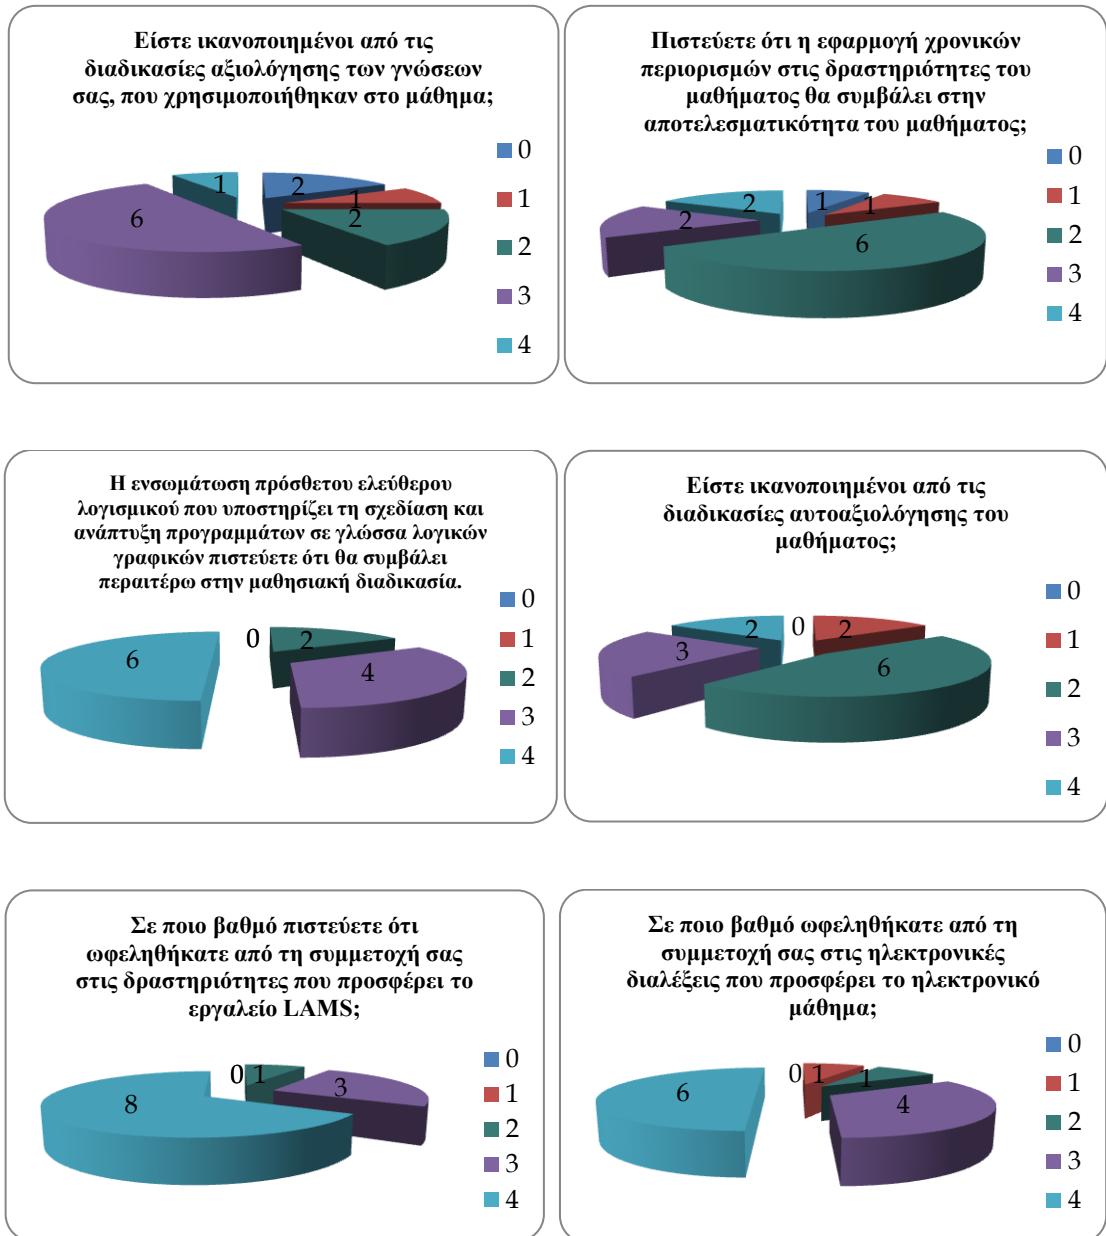 Είστε ικανοποιημένοι από τις
διαδικασίες αξιολόγησης των γνώσεων
σας, που χρησιμοποιήθηκαν στο μάθημα;
0
1
2
3
4
2
1
2
6
1
Πιστεύετε ότι η εφαρμογή χρονικών
περιορισμών στις δραστηριότητες του
μαθήματος θα συμβάλει στην
αποτελεσματικότητα του μαθήματος;
0
1
2
3
4
1
1
6
2
2
Η ενσωμάτωση πρόσθετου ελεύθερου
λογισμικού που υποστηρίζει τη σχεδίαση και
ανάπτυξη προγραμμάτων σε γλώσσα λογικών
γραφικών πιστεύετε ότι θα συμβάλει
περαιτέρω στην μαθησιακή διαδικασία.
0
1
2
3
4
0
2
4
6
Είστε ικανοποιημένοι από τις
διαδικασίες αυτοαξιολόγησης του
μαθήματος;
0
1
2
3
4
0
2
6
3
2
Σε ποιο βαθμό πιστεύετε ότι
ωφεληθήκατε από τη συμμετοχή σας
στις δραστηριότητες που προσφέρει το
εργαλείο LAMS;
0
1
2
3
4
0
1
3
8
Σε ποιο βαθμό ωφεληθήκατε από τη
συμμετοχή σας στις ηλεκτρονικές
διαλέξεις που προσφέρει το ηλεκτρονικό
μάθημα;
0
1
2
3
4
0
1
1
4
6